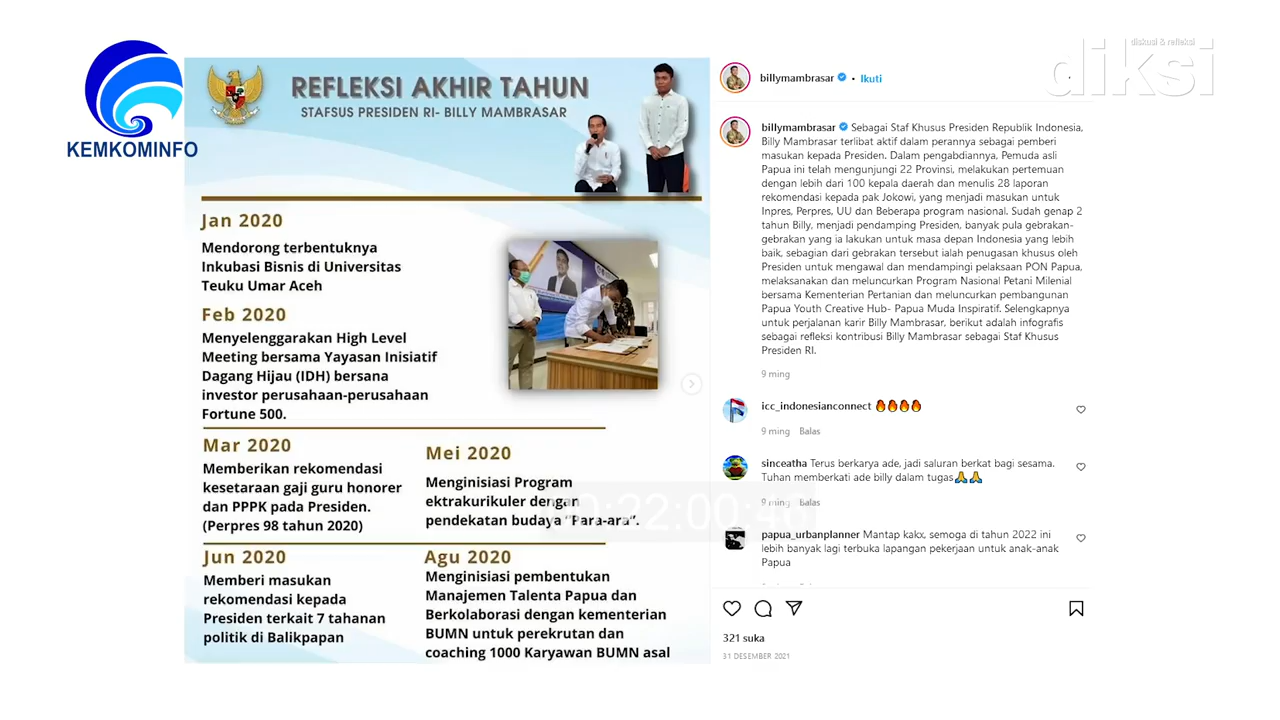 KEMKOMINFO
diskusi & refleksi
diksi
REFLEKSI AKHIR TAHUN
STAFSUS PRESIDEN RI- BILLY MAMBRASAR
Jan 2020
Mendorong terbentuknya
Inkubasi Bisnis di Universitas
Teuku Umar Aceh
Feb 2020
Menyelenggarakan High Level
Meeting bersama Yayasan Inisiatif
Dagang Hijau (IDH) bersana
investor perusahaan-perusahaan
Fortune 500.
Mar 2020
Memberikan rekomendasi
kesetaraan gaji guru honorer
dan PPPK pada Presiden.
(Perpres 98 tahun 2020)
Mei 2020
Menginisiasi Program
ektrakurikuler dengan
pendekatan budaya “Para-ara”.
Jun 2020
Memberi masukan
rekomendasi kepada
Presiden terkait 7 tahanan
politik di Balikpapan
Agu 2020
Menginisiasi pembentukan
Manajemen Talenta Papua dan
Berkolaborasi dengan kementerian
BUMN untuk perekrutan dan
coaching 1000 Karyawan BUMN asal
billymambrasar • Ikuti
billymambrasar Sebagai Staf Khusus Presiden Republik Indonesia,
Billy Mambrasar terlibat aktif dalam perannya sebagai pemberi
masukan kepada Presiden. Dalam pengabdiannya, Pemuda asli
Papua ini telah mengunjungi 22 Provinsi, melakukan pertemuan
dengan lebih dari 100 kepala daerah dan menulis 28 laporan
rekomendasi kepada pak Jokowi, yang menjadi masukan untuk
Inpres, Perpres, UU dan Beberapa program nasional. Sudah genap 2
tahun Billy, menjadi pendamping Presiden, banyak pula gebrakan-
gebrakan yang ia lakukan untuk masa depan Indonesia yang lebih
baik, sebagian dari gebrakan tersebut ialah penugasan khusus oleh
Presiden untuk mengawal dan mendampingi pelaksaan PON Papua,
melaksanakan dan meluncurkan Program Nasional Petani Milenial
bersama Kementerian Pertanian dan meluncurkan pembangunan
Papua Youth Creative Hub- Papua Muda Inspiratif. Selengkapnya
untuk perjalanan karir Billy Mambrasar, berikut adalah infografis
sebagai refleksi kontribusi Billy Mambrasar sebagai Staf Khusus
Presiden RI.
9 ming
icc_indonesianconnect 🔥🔥🔥🔥
9 ming Balas
sinceatha Terus berkarya ade, jadi saluran berkat bagi sesama.
Tuhan memberkati ade billy dalam tugas🙏🙏
9 ming Balas
papua_urbanplanner Mantap kakx, semoga di tahun 2022 ini
lebih banyak lagi terbuka lapangan pekerjaan untuk anak-anak
Papua
321 suka
31 DESEMBER 2021